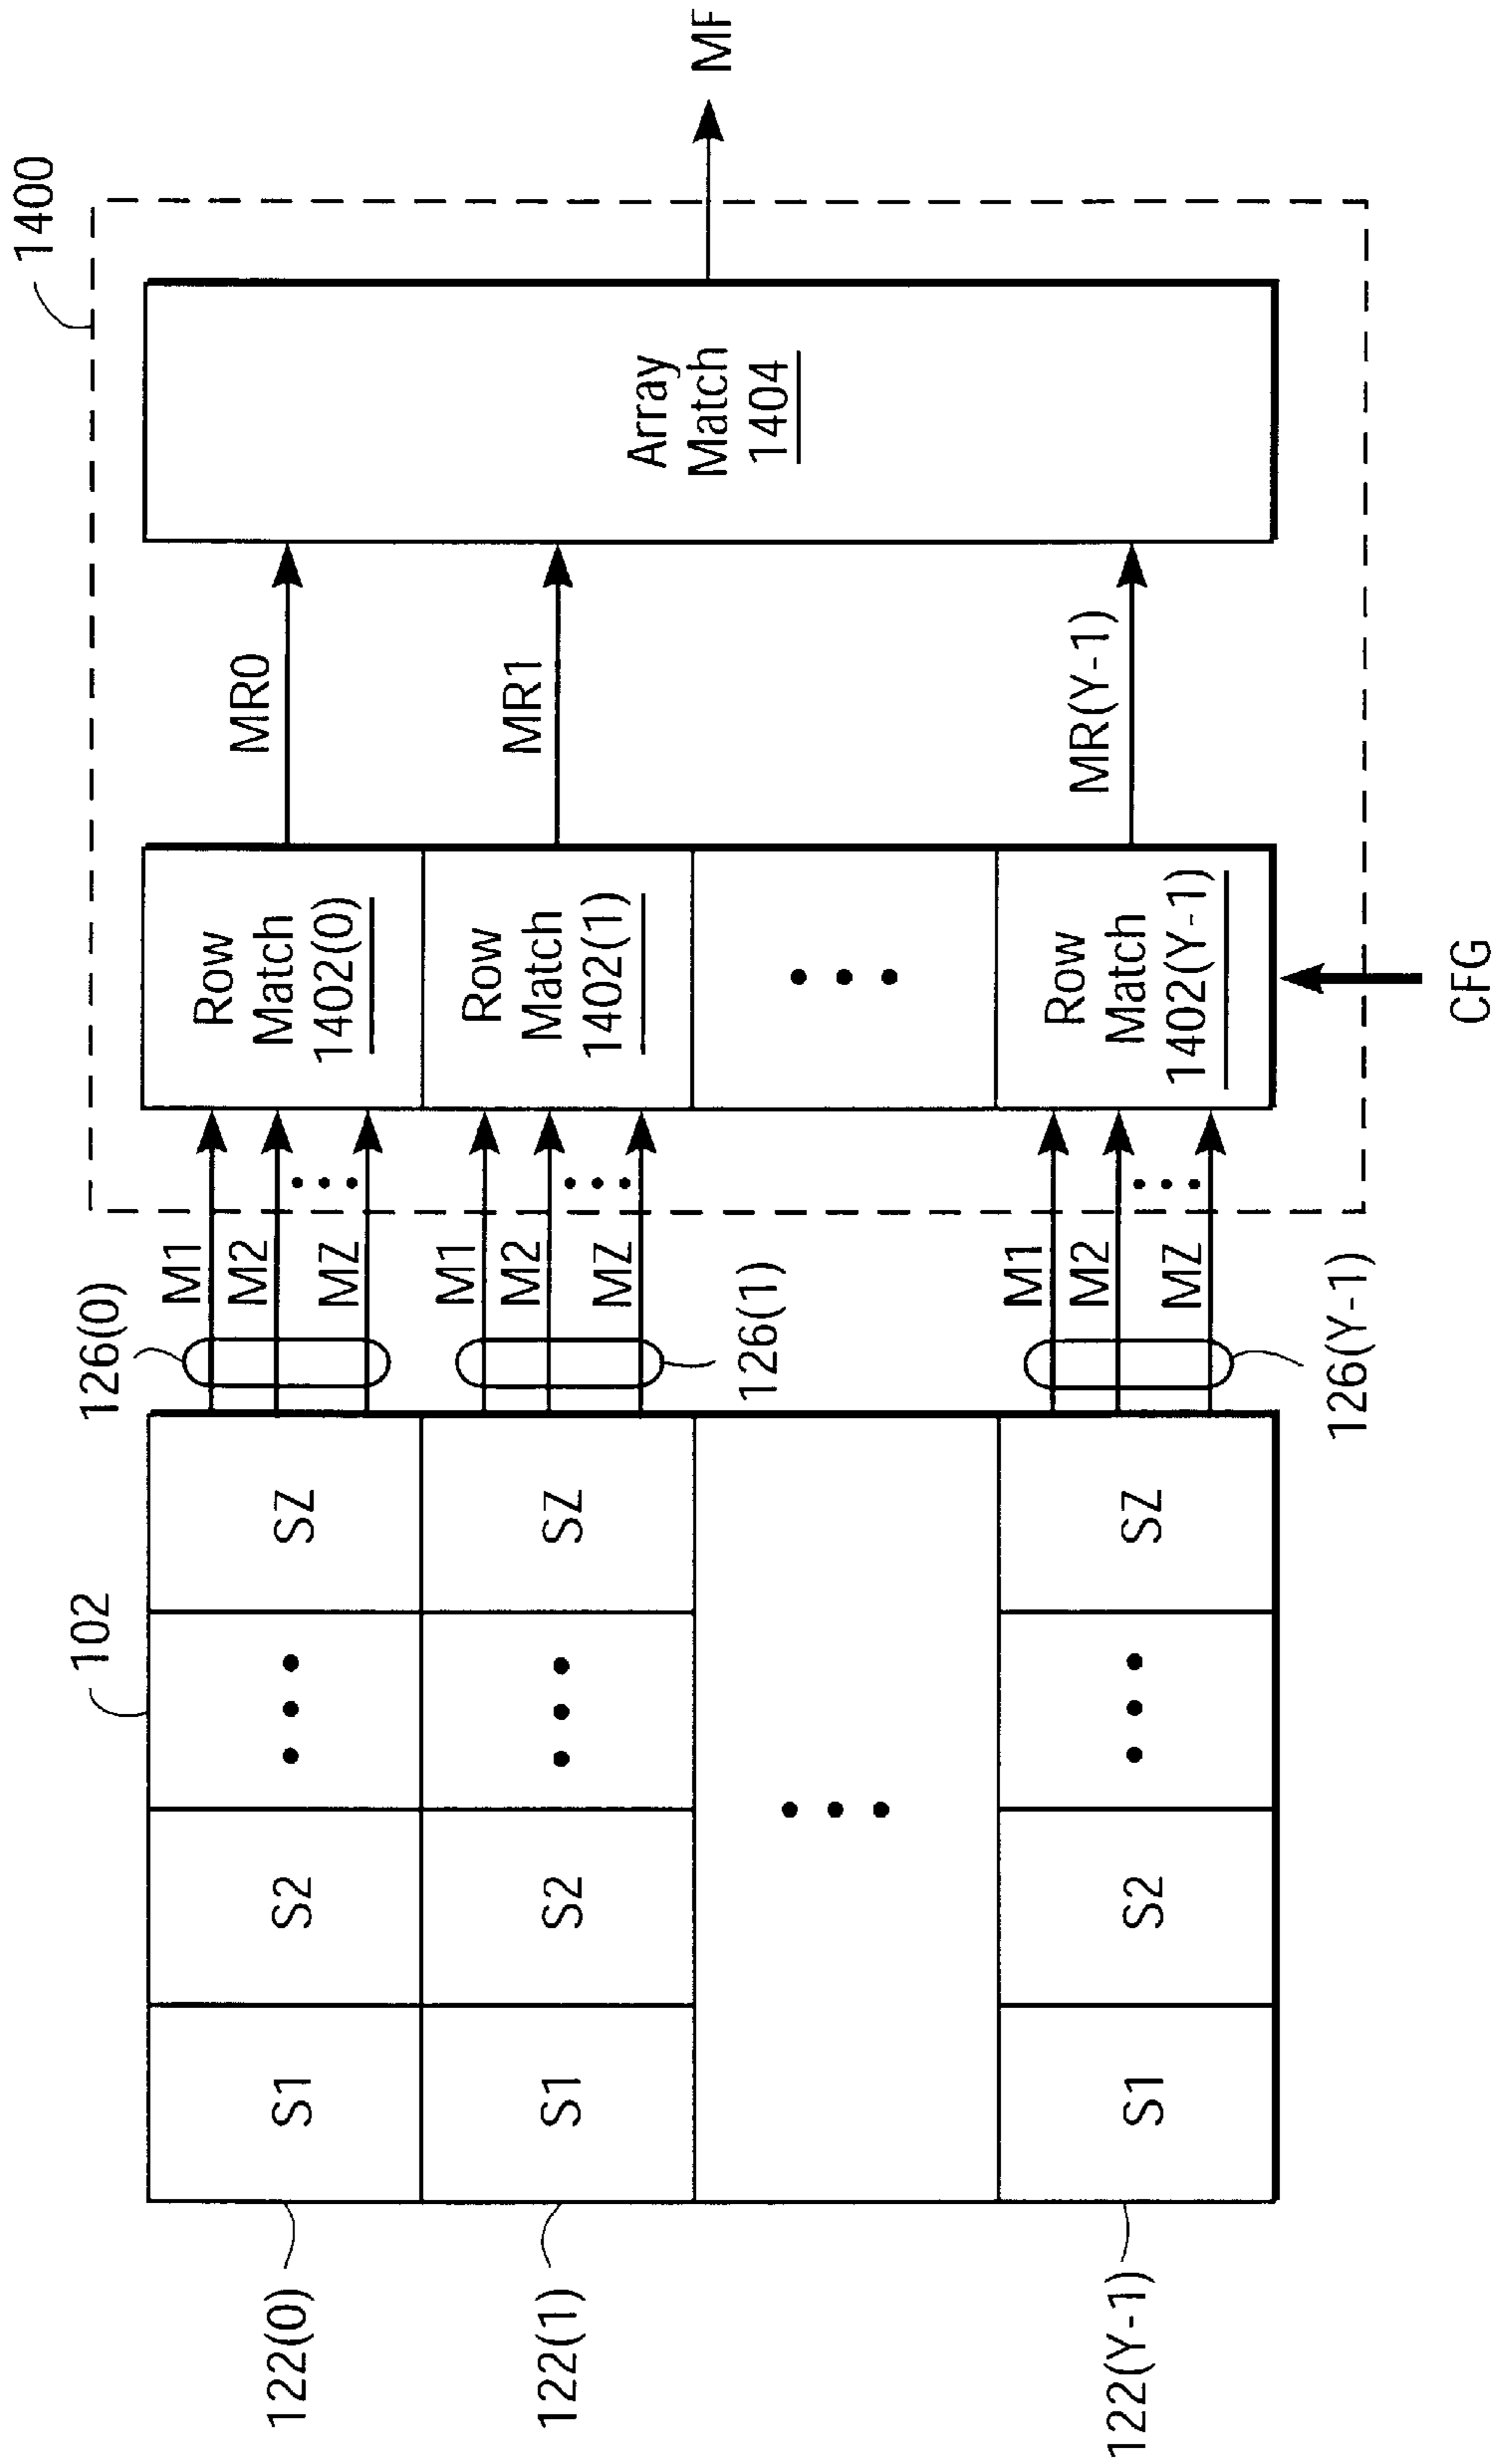 1400
102
126(0)
122(0)
S1
S2
SZ
M1
M2
MZ
Row
Match
1402(0)
MR0
122(1)
S1
S2
SZ
M1
M2
MZ
126(1)
Row
Match
1402(1)
MR1
Array
Match
1404
MF
122(Y-1)
S1
S2
SZ
M1
M2
MZ
126(Y-1)
Row
Match
1402(Y-1)
MR(Y-1)
CFG